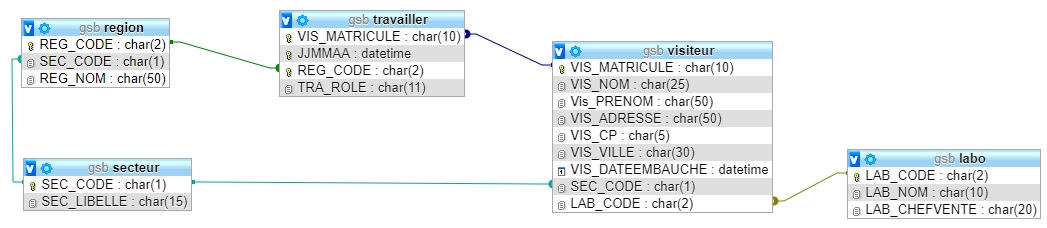 gsb region
REG_CODE : char(2)
SEC_CODE : char(1)
REG_NOM : char(50)
gsb travailler
VIS_MATRICULE : char(10)
JJMMAA : datetime
REG_CODE : char(2)
TRA_ROLE : char(11)
gsb visiteur
VIS_MATRICULE : char(10)
VIS_NOM : char(25)
Vis_PRENOM : char(50)
VIS_ADRESSE : char(50)
VIS_CP : char(5)
VIS_VILLE : char(30)
VIS_DATEEMBAUCHE : datetime
SEC_CODE : char(1)
LAB_CODE : char(2)
gsb secteur
SEC_CODE : char(1)
SEC_LIBELLE : char(15)
gsb labo
LAB_CODE : char(2)
LAB_NOM : char(10)
LAB_CHEFVENTE : char(20)